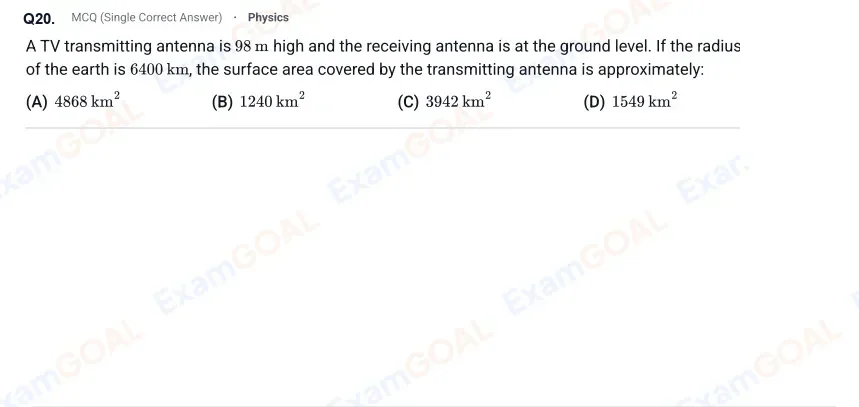 Q20. MCQ (Single Correct Answer) · Physics
A TV transmitting antenna is 98 m high and the receiving antenna is at the ground level. If the radius
of the earth is 6400 km, the surface area covered by the transmitting antenna is approximately:
(A) 4868 km² (B) 1240 km² (C) 3942 km² (D) 1549 km²
ExamGOAL